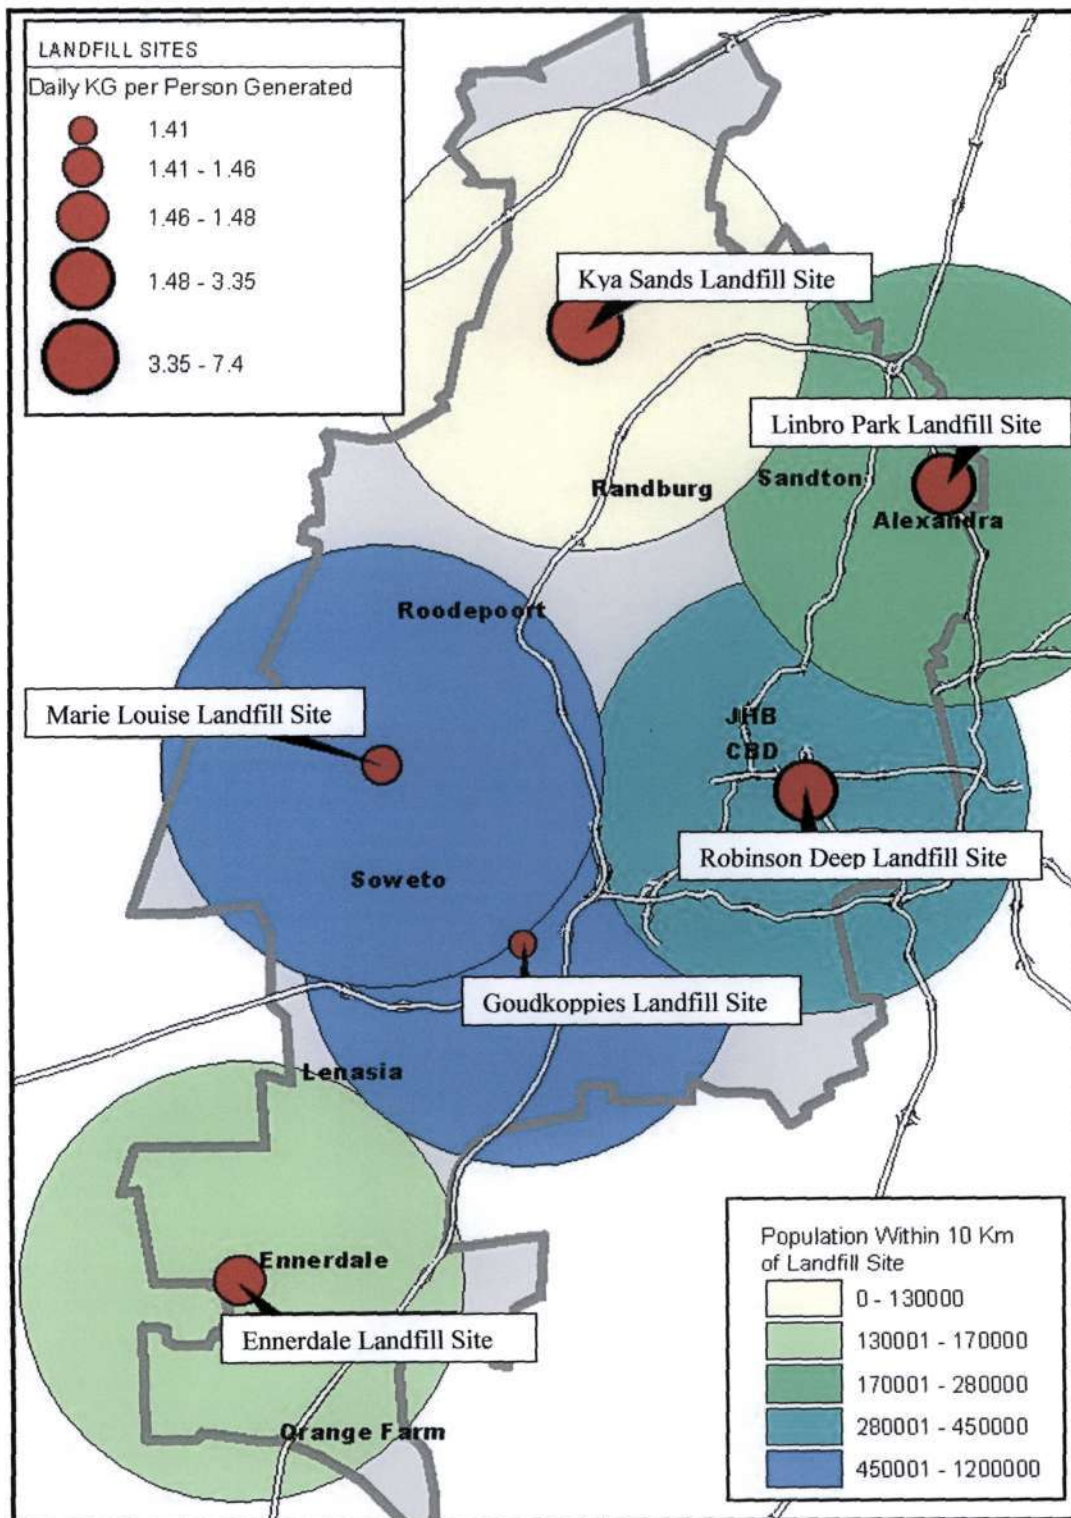 LANDFILL SITES
Daily KG per Person Generated
1.41
1.41 - 1.46
1.46 - 1.48
1.48 - 3.35
3.35 - 7.4
Kya Sands Landfill Site
Linbro Park Landfill Site
Randburg
Sandton
Alexandra
Roodepoort
Marie Louise Landfill Site
JHB
CBD
Robinson Deep Landfill Site
Soweto
Goudkoppies Landfill Site
Lenasia
Ennerdale
Ennerdale Landfill Site
Orange Farm
Population Within 10 Km
of Landfill Site
0 - 130000
130001 - 170000
170001 - 280000
280001 - 450000
450001 - 1200000